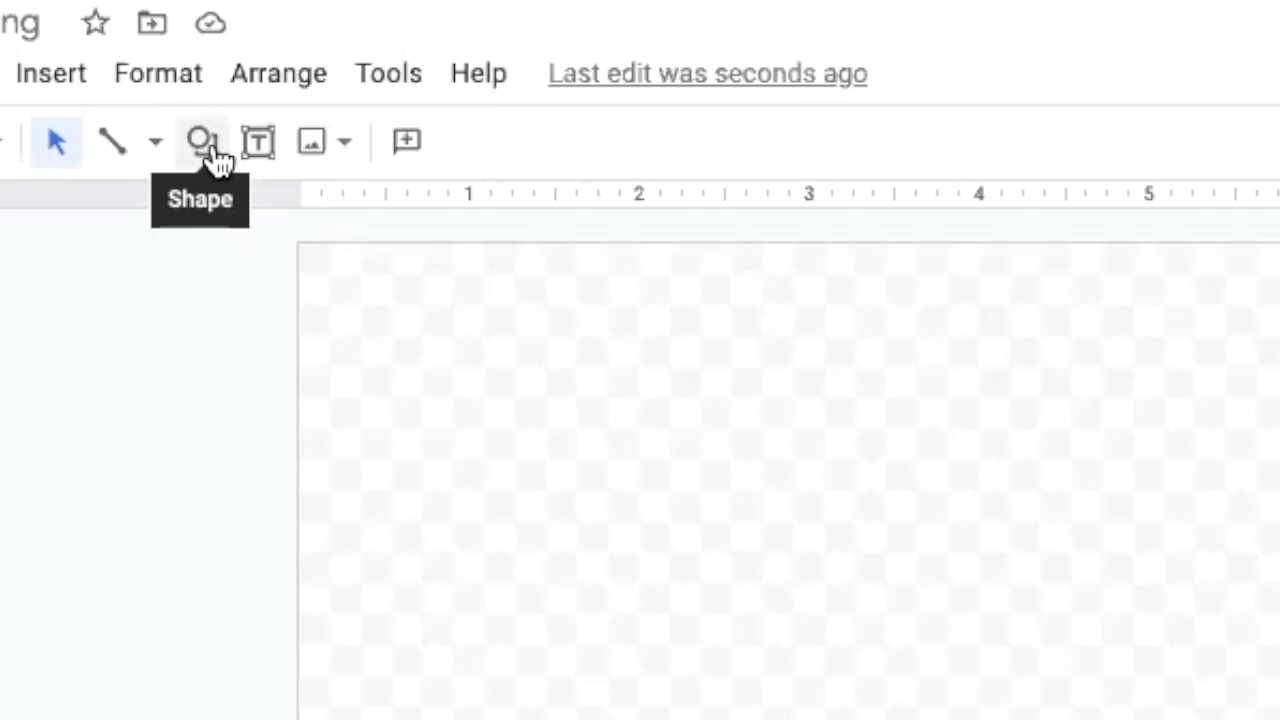 ng
Insert Format Arrange Tools Help Last edit was seconds ago
Shape
1 2 3 4 5